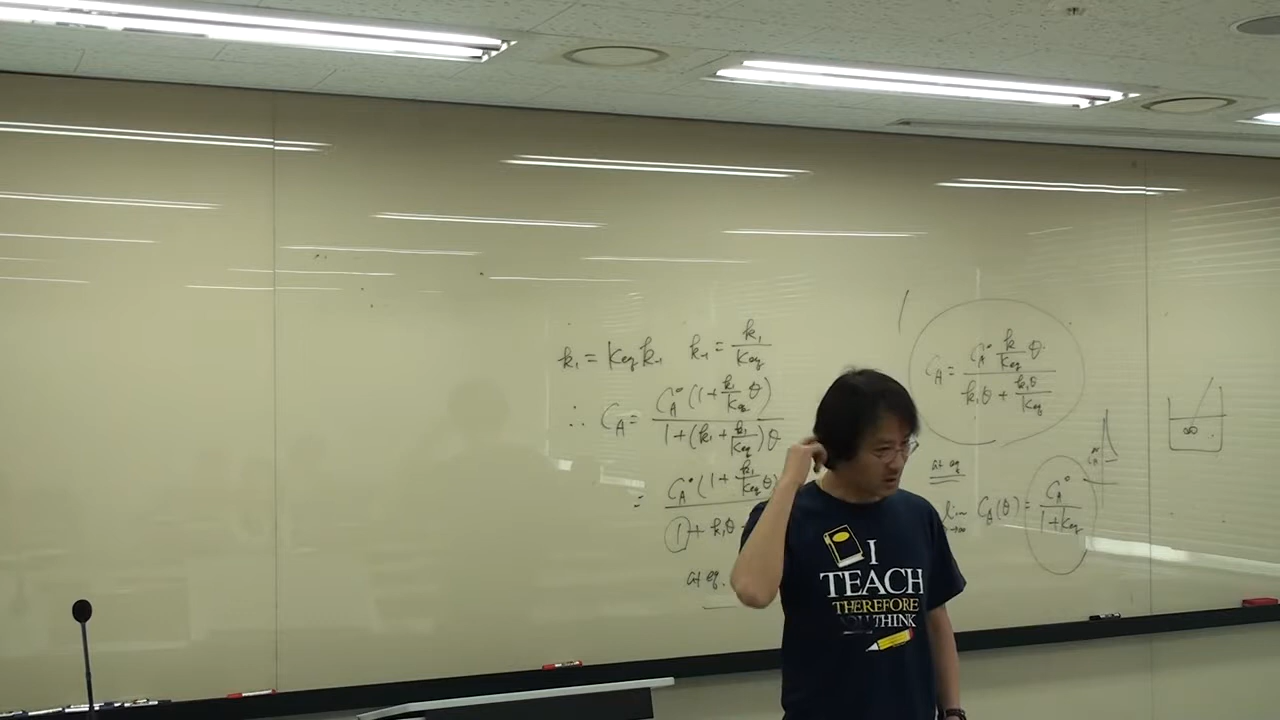 k₁ = Keq k₋₁ k₋₁ = k₁/Keq
∴ C_A = C_A°(1 + k₁/Keq θ) / 1 + (k₁ + k₁/Keq)θ
= C_A°(1 + k₁/Keq θ) / 1 + k₁θ
at eq.
C_A = C_A° k₁/Keq θ / k₁θ + k₁θ/Keq
at eq
lim C_A(θ) = C_A° / 1 + Keq
I
TEACH
THEREFORE
YOU THINK